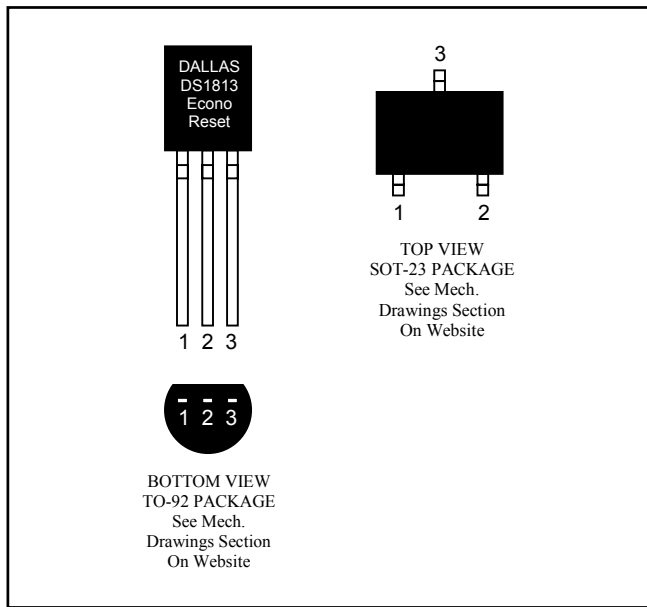 DALLAS
DS1813
Econo
Reset
1 2 3
1 2 3
BOTTOM VIEW
TO-92 PACKAGE
See Mech.
Drawings Section
On Website
3
1 2
TOP VIEW
SOT-23 PACKAGE
See Mech.
Drawings Section
On Website